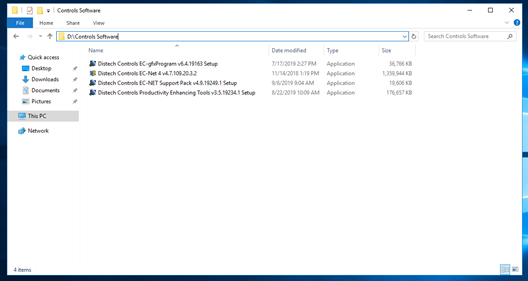 Controls Software
File Home Share View
D:\Controls Software
Search Controls Software
Name Date modified Type Size
Quick access
Desktop
Downloads
Documents
Pictures
This PC
Network
Distech Controls EC-gfxProgram v6.4.19163 Setup 7/17/2019 2:27 PM Application 36,766 KB
Distech Controls EC-Net 4 v4.7.109.20.3.2 11/14/2018 1:19 PM Application 1,359,944 KB
Distech Controls EC-NET Support Pack v4.9.19249.1 Setup 9/6/2019 9:04 AM Application 19,606 KB
Distech Controls Productivity Enhancing Tools v3.5.19234.1 Setup 8/22/2019 10:09 AM Application 176,657 KB
4 items